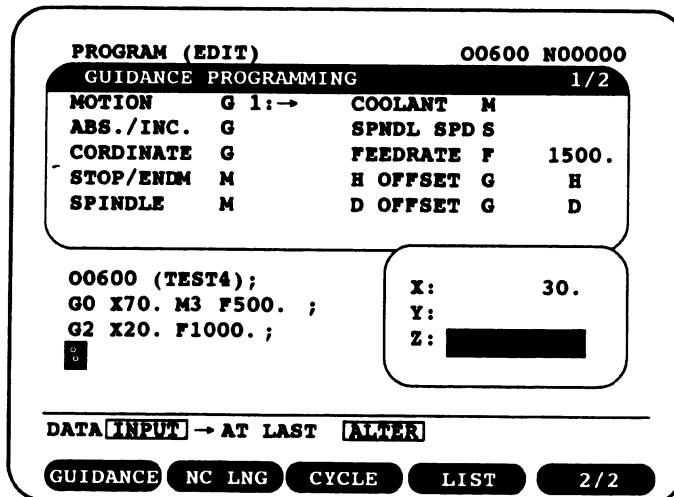 PROGRAM (EDIT) O0600 N00000
GUIDANCE PROGRAMMING 1/2
MOTION G 1:→ COOLANT M
ABS./INC. G SPNDL SPD S
CORDINATE G FEEDRATE F 1500.
STOP/ENDM M H OFFSET G H
SPINDLE M D OFFSET G D
O0600 (TEST4);
G0 X70. M3 F500. ;
G2 X20. F1000. ;
X: 30.
Y:
Z:
DATA INPUT → AT LAST ALTER
GUIDANCE NC LNG CYCLE LIST 2/2